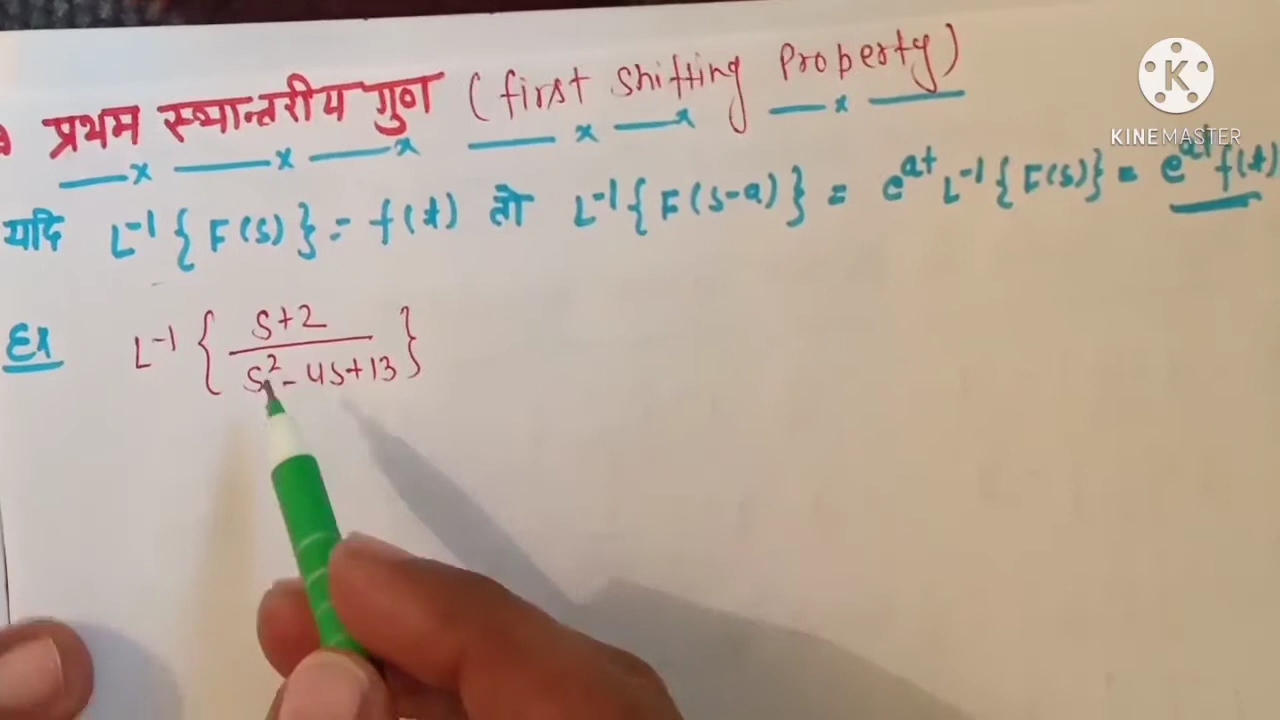 प्रथम स्थान्तरीय गुण (first shifting Property)
यदि L⁻¹{F(s)} = f(t) तो L⁻¹{F(s-a)} = e^{at} L⁻¹{F(s)} = e^{at} f(t)
Ex L⁻¹{(s+2)/(s²-4s+13)}
K
KINEMASTER